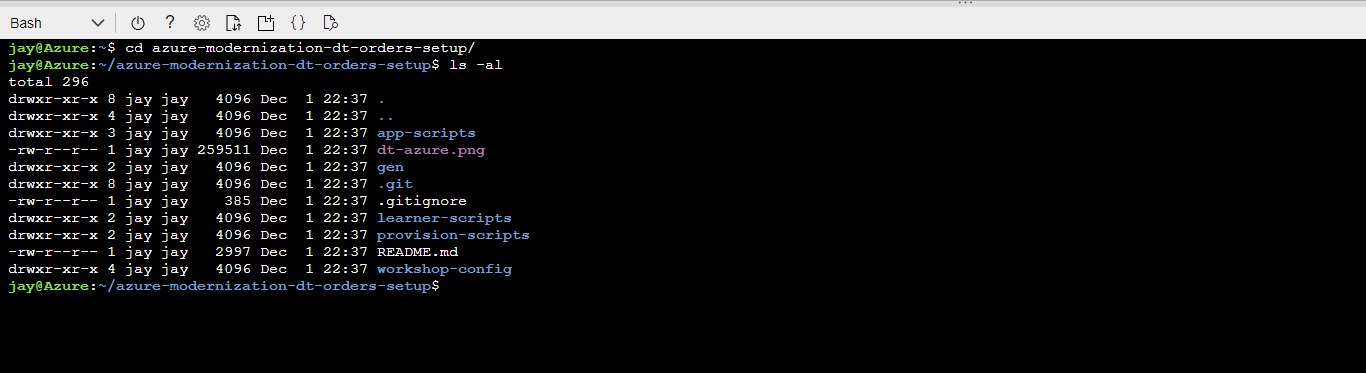 Bash
jay@Azure:~$ cd azure-modernization-dt-orders-setup/
jay@Azure:~/azure-modernization-dt-orders-setup$ ls -al
total 296
drwxr-xr-x 8 jay jay   4096 Dec  1 22:37 .
drwxr-xr-x 4 jay jay   4096 Dec  1 22:37 ..
drwxr-xr-x 3 jay jay   4096 Dec  1 22:37 app-scripts
-rw-r--r-- 1 jay jay 259511 Dec  1 22:37 dt-azure.png
drwxr-xr-x 2 jay jay   4096 Dec  1 22:37 gen
drwxr-xr-x 8 jay jay   4096 Dec  1 22:37 .git
-rw-r--r-- 1 jay jay    385 Dec  1 22:37 .gitignore
drwxr-xr-x 2 jay jay   4096 Dec  1 22:37 learner-scripts
drwxr-xr-x 2 jay jay   4096 Dec  1 22:37 provision-scripts
-rw-r--r-- 1 jay jay   2997 Dec  1 22:37 README.md
drwxr-xr-x 4 jay jay   4096 Dec  1 22:37 workshop-config
jay@Azure:~/azure-modernization-dt-orders-setup$